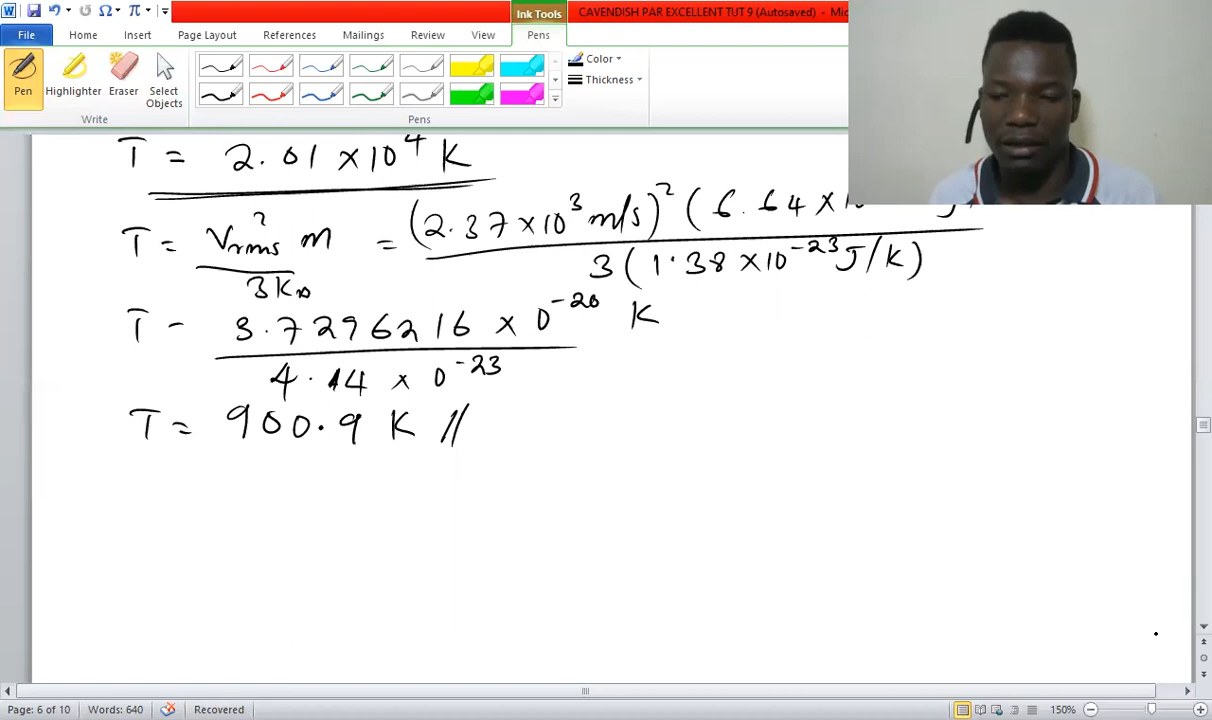 Ink Tools
CAVENDISH PAR EXCELLENT TUT 9 (Autosaved) - Mic
File Home Insert Page Layout References Mailings Review View Pens
Pen Highlighter Eraser Select Objects
Color
Thickness
Write Pens
T = 2.01 × 10⁴ K
T = Vrms² m / 3K = (2.37 × 10³ m/s)² (6.64 × / 3 (1.38 × 10⁻²³ J/K)
T = 3.7296216 × 0⁻²⁰ K / 4.14 × 0⁻²³
T = 900.9 K //
Page: 6 of 10 Words: 640 Recovered 150%